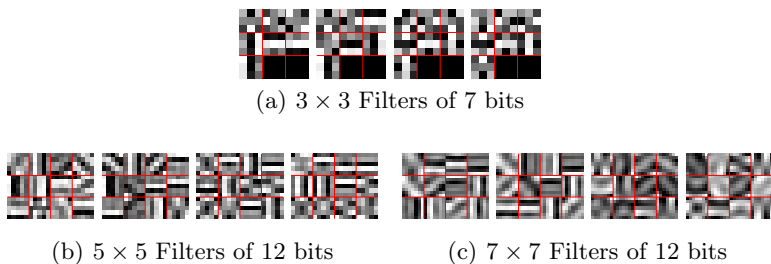 (a) 3 × 3 Filters of 7 bits
(b) 5 × 5 Filters of 12 bits
(c) 7 × 7 Filters of 12 bits